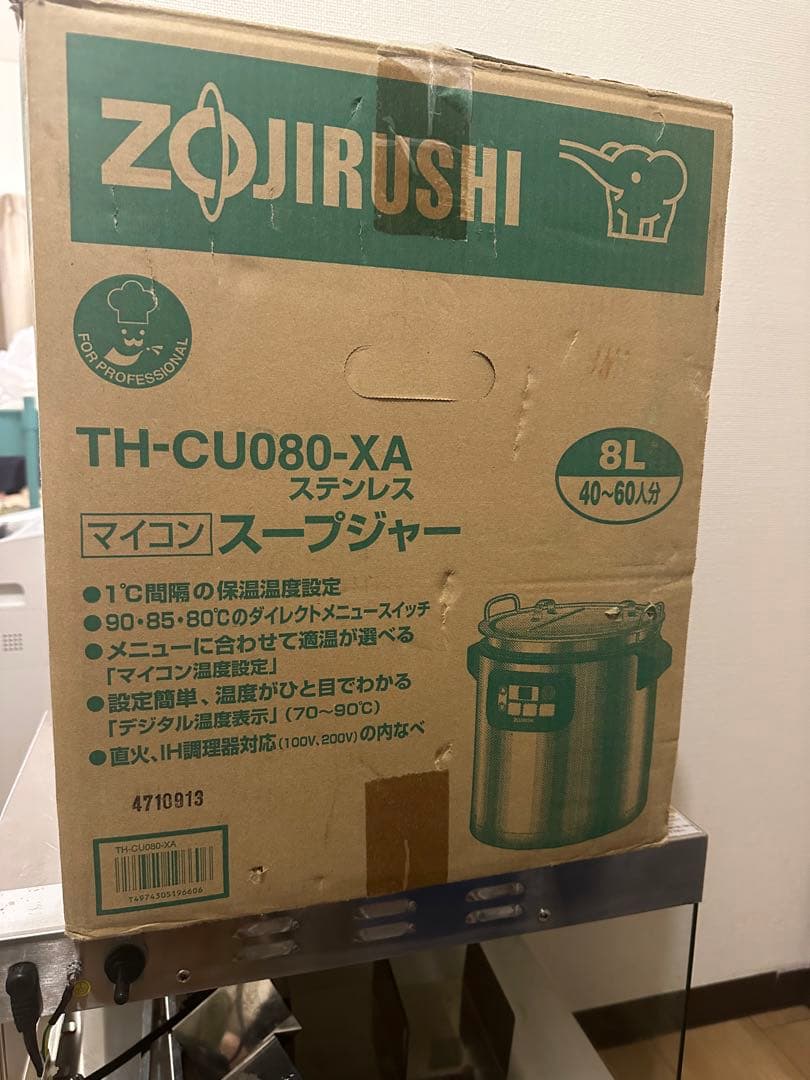 ZOJIRUSHI
FOR PROFESSIONAL
TH-CU080-XA
ステンレス
マイコン スープジャー
8L
40〜60人分
●1℃間隔の保温温度設定
●90・85・80℃のダイレクトメニュースイッチ
●メニューに合わせて適温が選べる
「マイコン温度設定」
●設定簡単、温度がひと目でわかる
「デジタル温度表示」(70〜90℃)
●直火、IH調理器対応(100V、200V)の内なべ
ZOJIRUSHI
4710913
TH-CU080-XA
T4974305196606